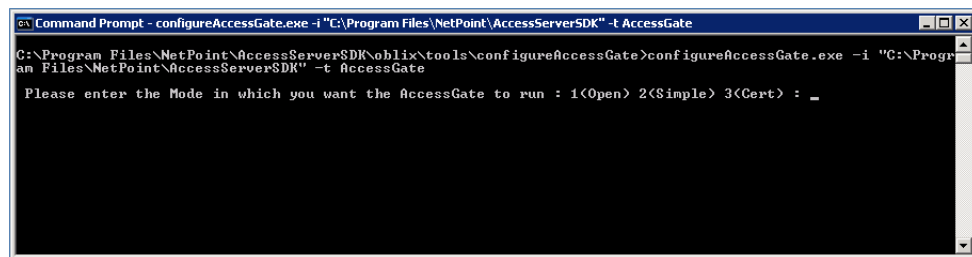 Command Prompt - configureAccessGate.exe -i "C:\Program Files\NetPoint\AccessServerSDK" -t AccessGate
C:\Program Files\NetPoint\AccessServerSDK\oblix\tools\configureAccessGate>configureAccessGate.exe -i "C:\Progr
am Files\NetPoint\AccessServerSDK" -t AccessGate
Please enter the Mode in which you want the AccessGate to run : 1(Open) 2(Simple) 3(Cert) : _